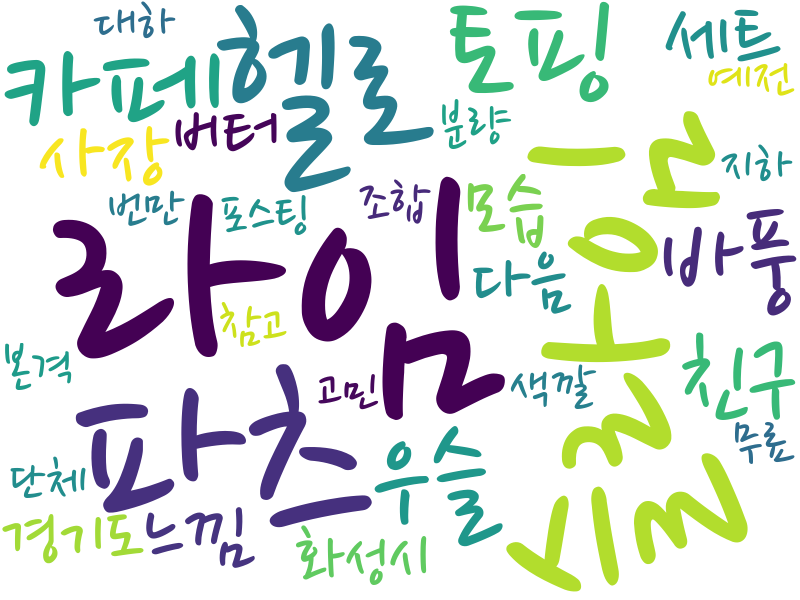 대하
카페
헬로
토핑
세트
예전
사장
버터
분량
지하
번만
포스팅
조합
모습
슬라임
바풍
라임
다음
참고
본격
고민
색깔
친구
무료
파츠
우슬
단체
경기도
느낌
화성시